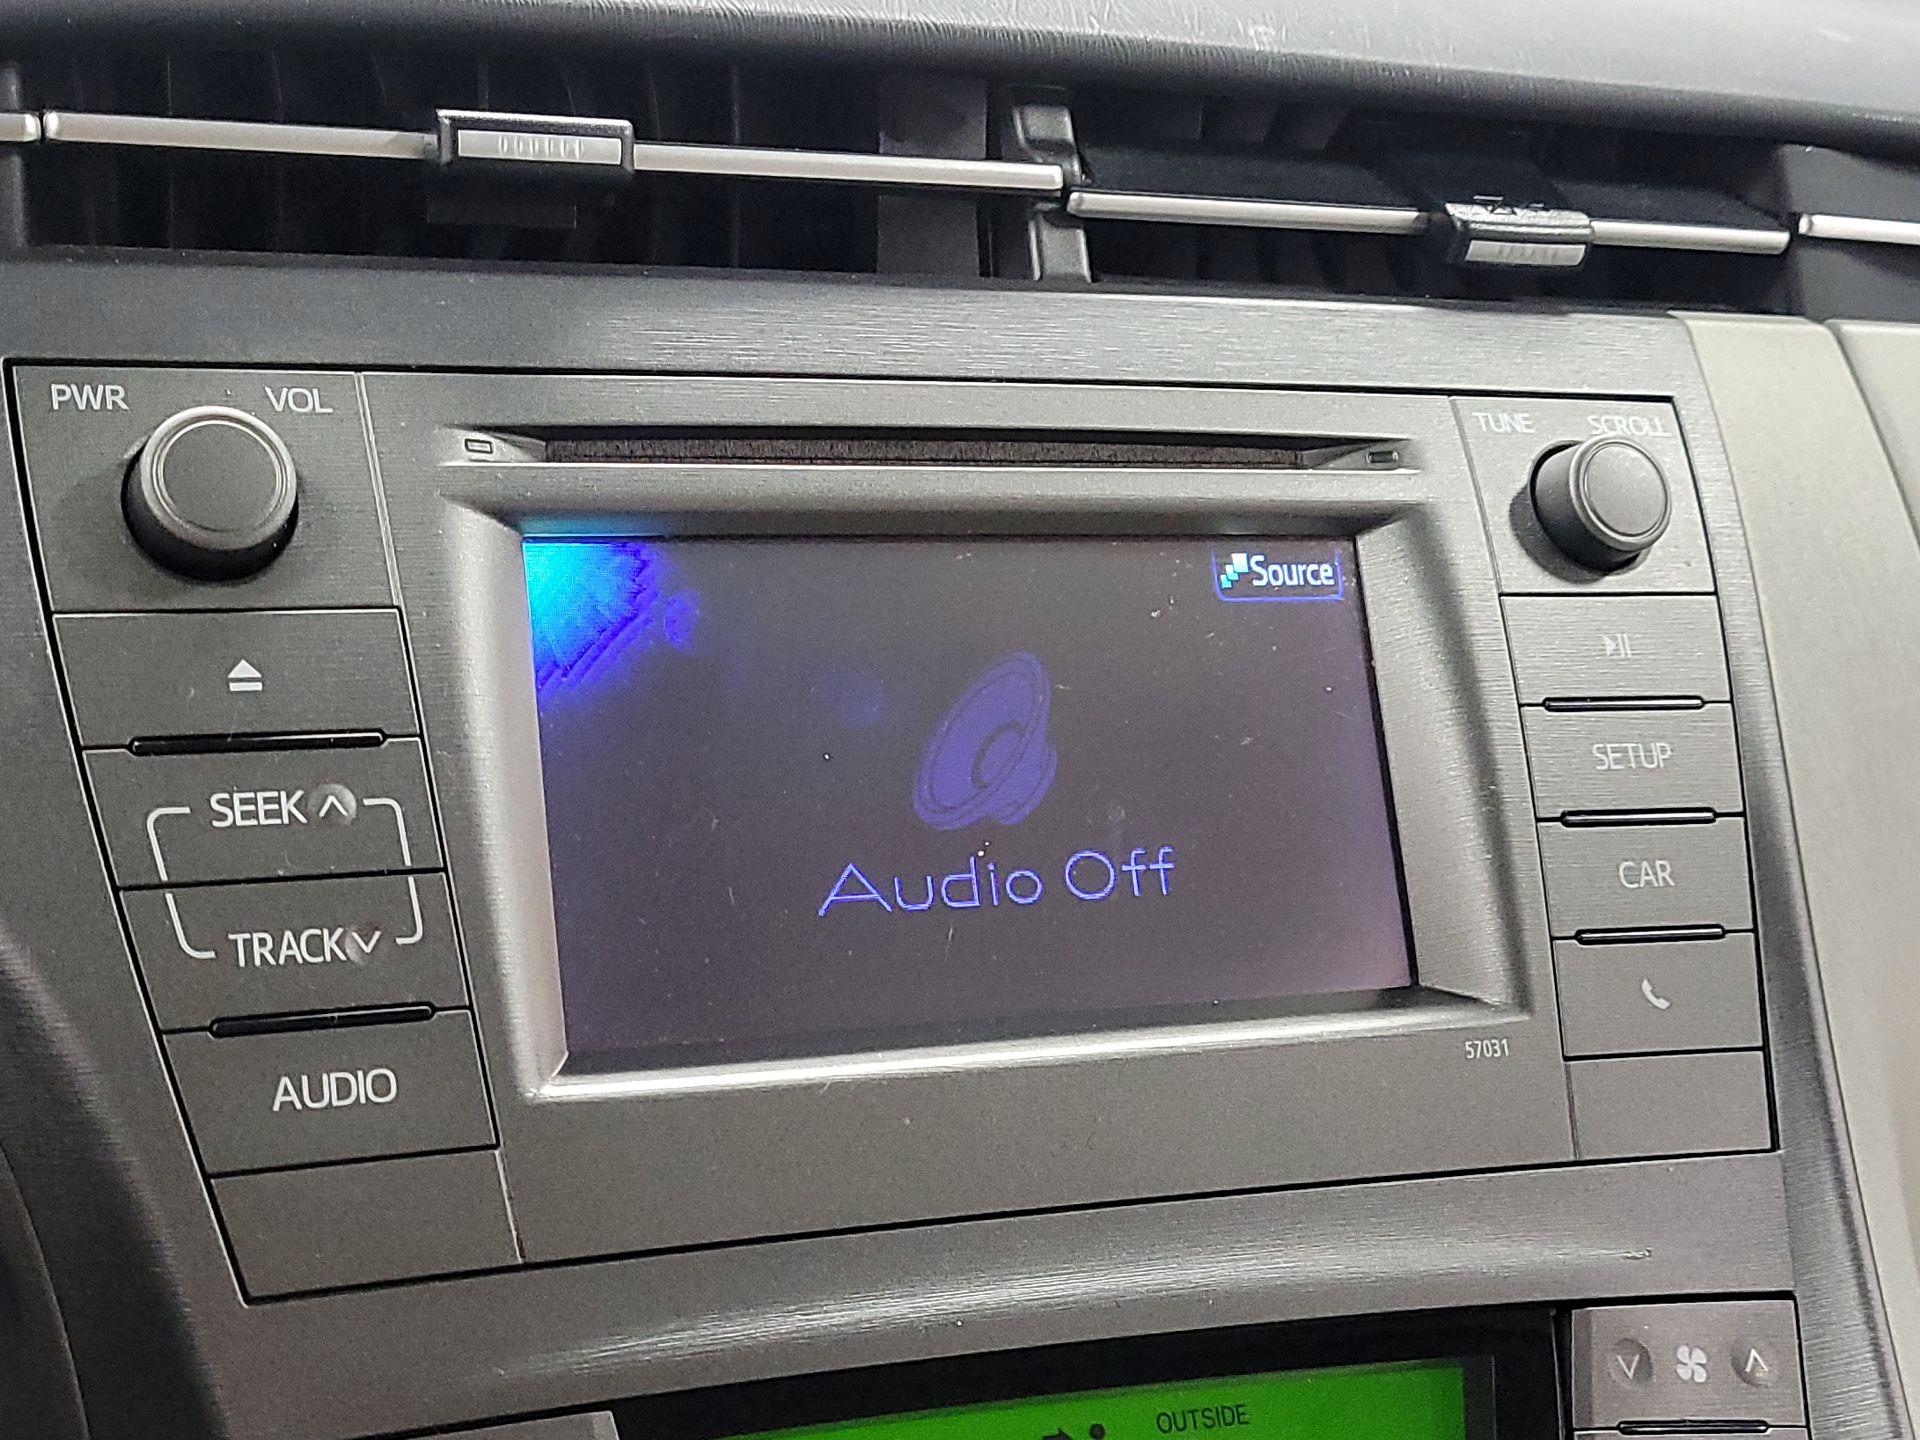 PWR VOL
TUNE SCROLL
Source
SEEK
SETUP
Audio Off
CAR
TRACK
57031
AUDIO
OUTSIDE